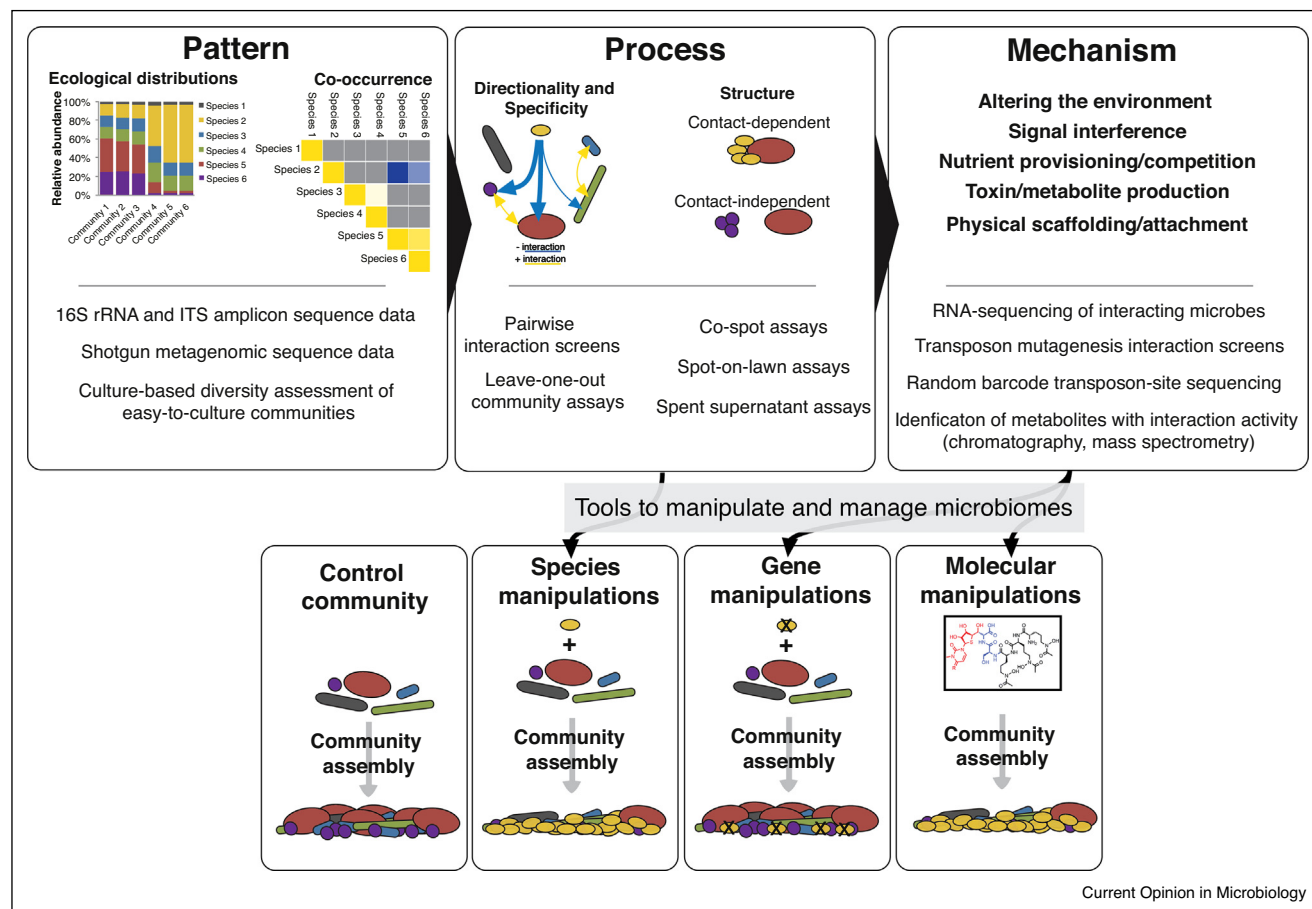 Pattern
Ecological distributions
Relative abundance
100%
80%
60%
40%
20%
0%
Community 1
Community 2
Community 3
Community 4
Community 5
Community 6
Species 1
Species 2
Species 3
Species 4
Species 5
Species 6
Co-occurrence
Species 1
Species 2
Species 3
Species 4
Species 5
Species 6
Species 1
Species 2
Species 3
Species 4
Species 5
Species 6
16S rRNA and ITS amplicon sequence data
Shotgun metagenomic sequence data
Culture-based diversity assessment of
easy-to-culture communities
Process
Directionality and
Specificity
- interaction
+ interaction
Structure
Contact-dependent
Contact-independent
Pairwise
interaction screens
Leave-one-out
community assays
Co-spot assays
Spot-on-lawn assays
Spent supernatant assays
Mechanism
Altering the environment
Signal interference
Nutrient provisioning/competition
Toxin/metabolite production
Physical scaffolding/attachment
RNA-sequencing of interacting microbes
Transposon mutagenesis interaction screens
Random barcode transposon-site sequencing
Idenficaton of metabolites with interaction activity
(chromatography, mass spectrometry)
Tools to manipulate and manage microbiomes
Control
community
Community
assembly
Species
manipulations
+
Community
assembly
Gene
manipulations
X
+
Community
assembly
X X X X
Molecular
manipulations
Community
assembly
Current Opinion in Microbiology